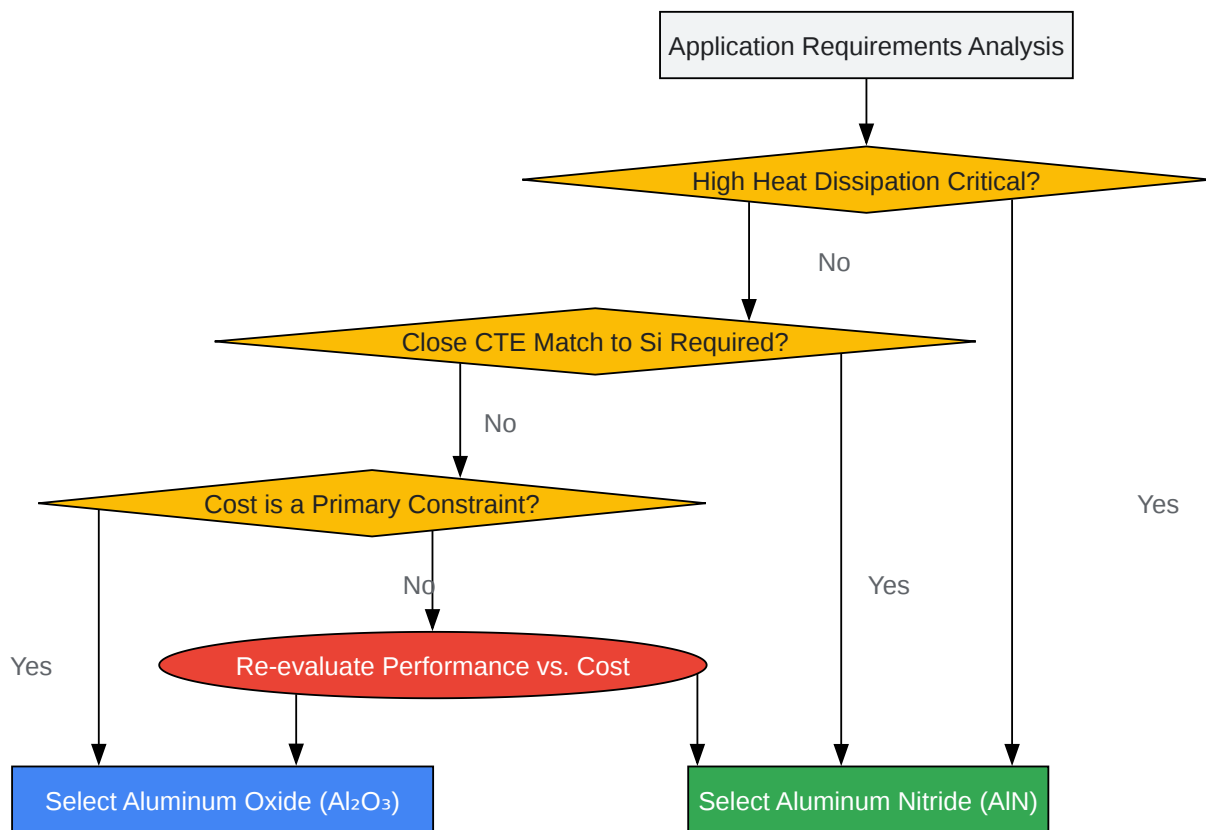 Application Requirements Analysis
High Heat Dissipation Critical?
No
Close CTE Match to Si Required?
No
Cost is a Primary Constraint?
Yes
No
Yes
Yes
Re-evaluate Performance vs. Cost
Select Aluminum Oxide (Al₂O₃)
Select Aluminum Nitride (AlN)